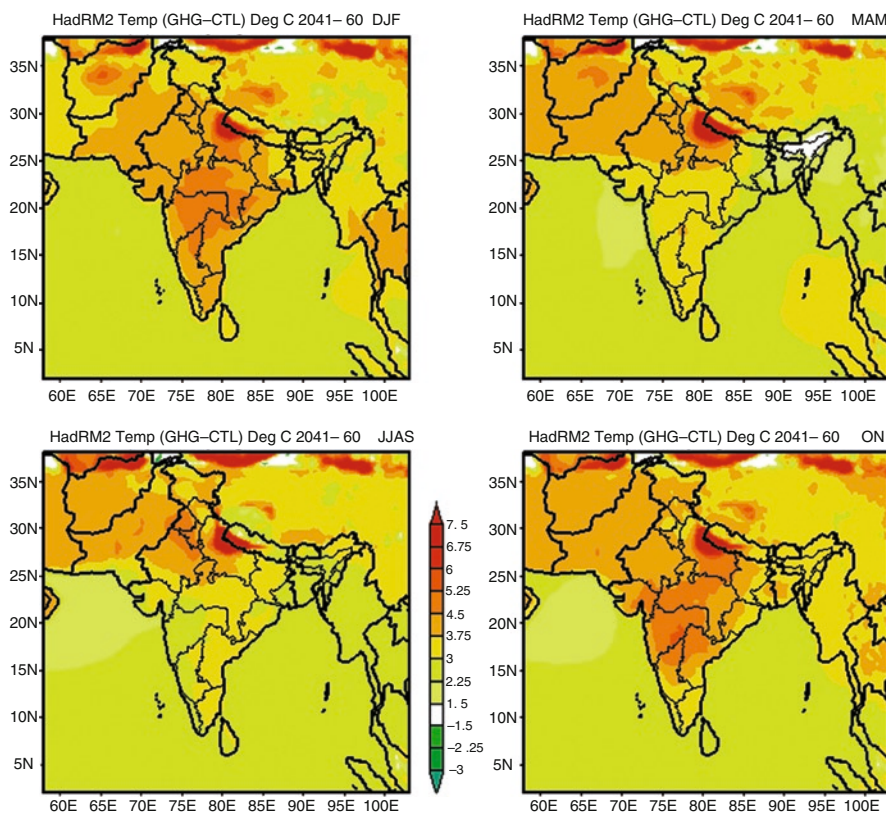 HadRM2 Temp (GHG–CTL) Deg C 2041– 60 DJF
35N
30N
25N
20N
15N
10N
5N
60E 65E 70E 75E 80E 85E 90E 95E 100E
HadRM2 Temp (GHG–CTL) Deg C 2041– 60 MAM
35N
30N
25N
20N
15N
10N
5N
60E 65E 70E 75E 80E 85E 90E 95E 100E
HadRM2 Temp (GHG–CTL) Deg C 2041– 60 JJAS
35N
30N
25N
20N
15N
10N
5N
60E 65E 70E 75E 80E 85E 90E 95E 100E
7. 5
6.75
6
5.25
4.5
3.75
3
2.25
1. 5
–1.5
–2 .25
–3
HadRM2 Temp (GHG–CTL) Deg C 2041– 60 ON
35N
30N
25N
20N
15N
10N
5N
60E 65E 70E 75E 80E 85E 90E 95E 100E